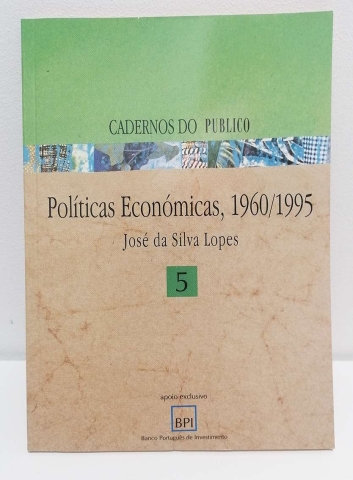 CADERNOS DO PUBLICO
Políticas Económicas, 1960/1995
José da Silva Lopes
5
apoio exclusivo
BPI
Banco Português de Investimento